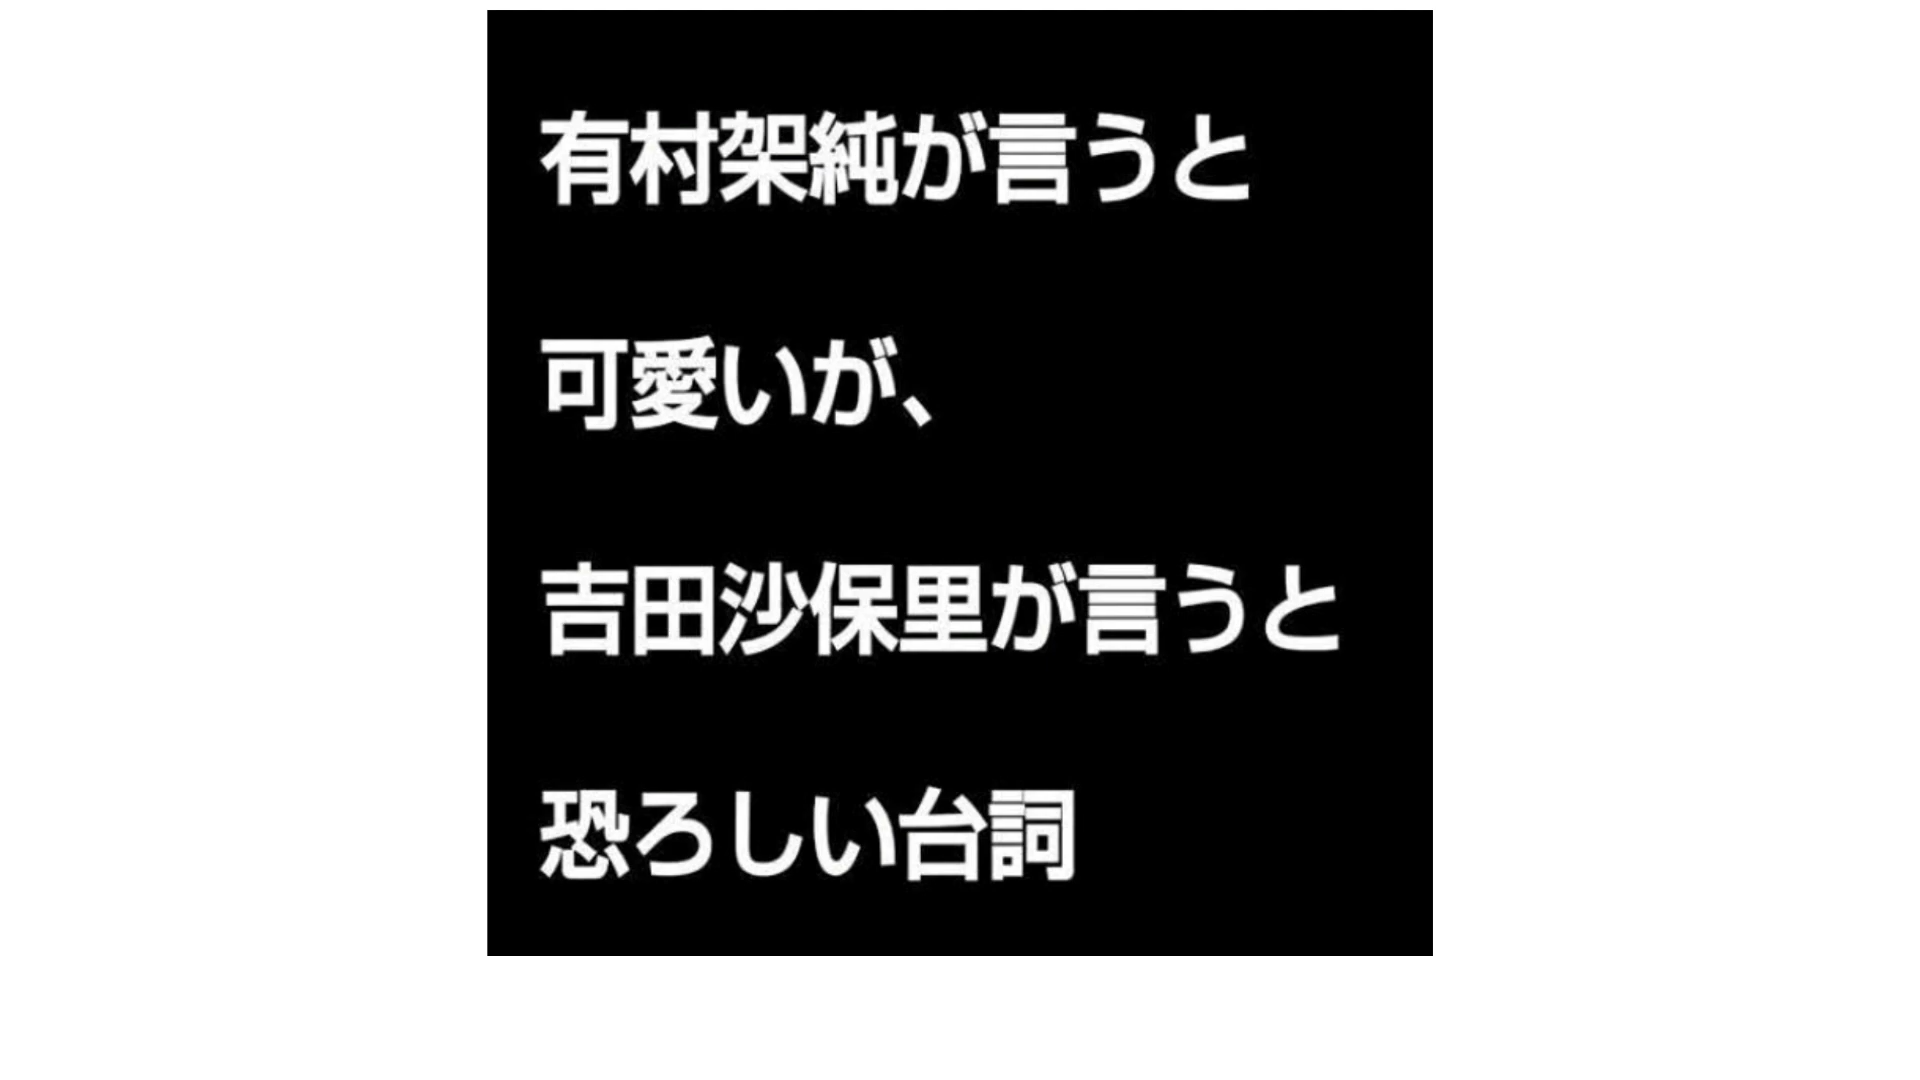 有村架純が言うと
可愛いが、
吉田沙保里が言うと
恐ろしい台詞